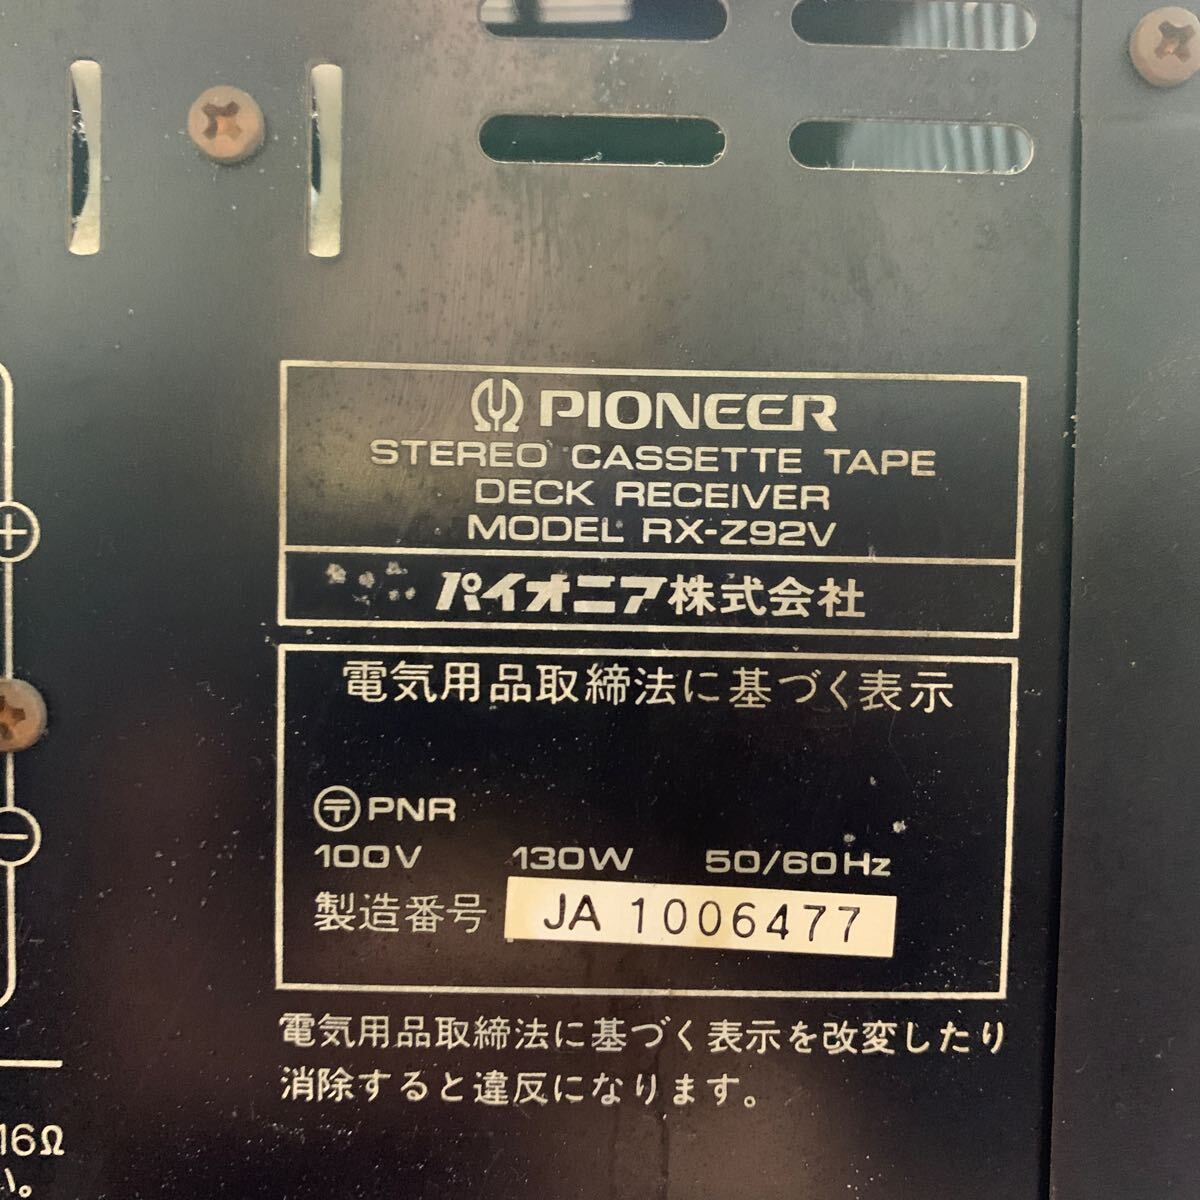 PIONEER
STEREO CASSETTE TAPE
DECK RECEIVER
MODEL RX-Z92V
パイオニア株式会社
電気用品取締法に基づく表示
〒 PNR
100V 130W 50/60Hz
製造番号 JA 1006477
電気用品取締法に基づく表示を改変したり
消除すると違反になります。
+
−
16Ω
い。